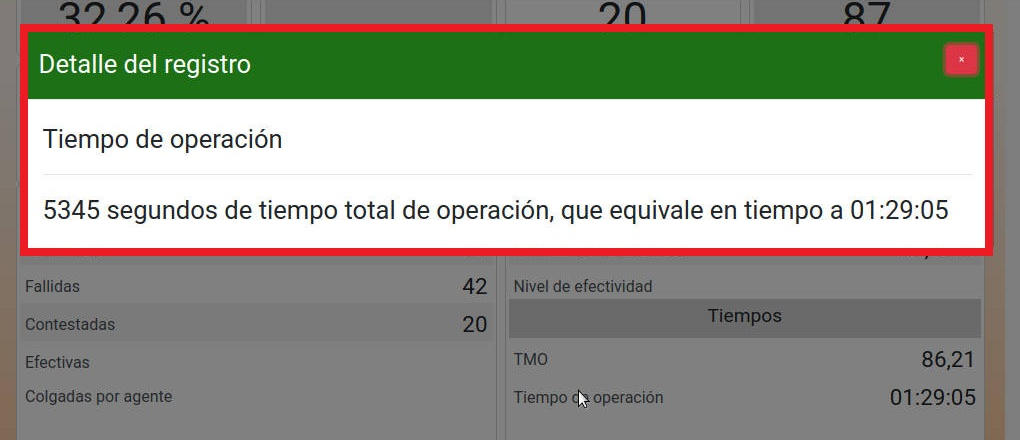 32,26 %
20
87
Detalle del registro
×
Tiempo de operación
5345 segundos de tiempo total de operación, que equivale en tiempo a 01:29:05
Fallidas 42
Contestadas 20
Efectivas
Colgadas por agente
Nivel de efectividad
Tiempos
TMO 86,21
Tiempo de operación 01:29:05